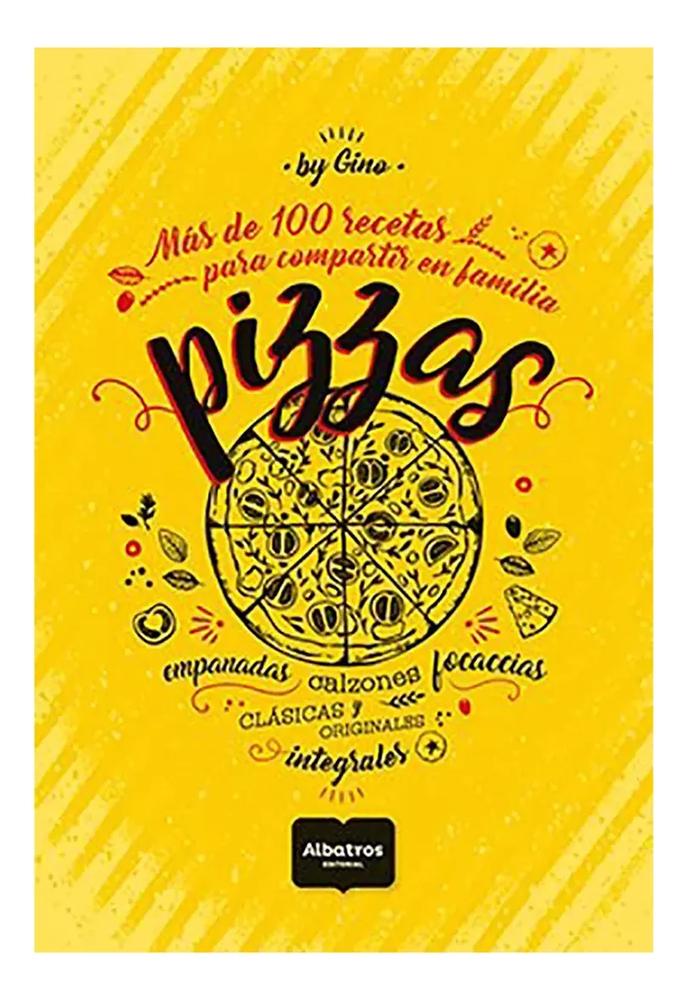 by Gino
Más de 100 recetas
para compartir en familia
pizzas
empanadas calzones focaccias
CLÁSICAS y
ORIGINALES
integrales
Albatros
EDITORIAL